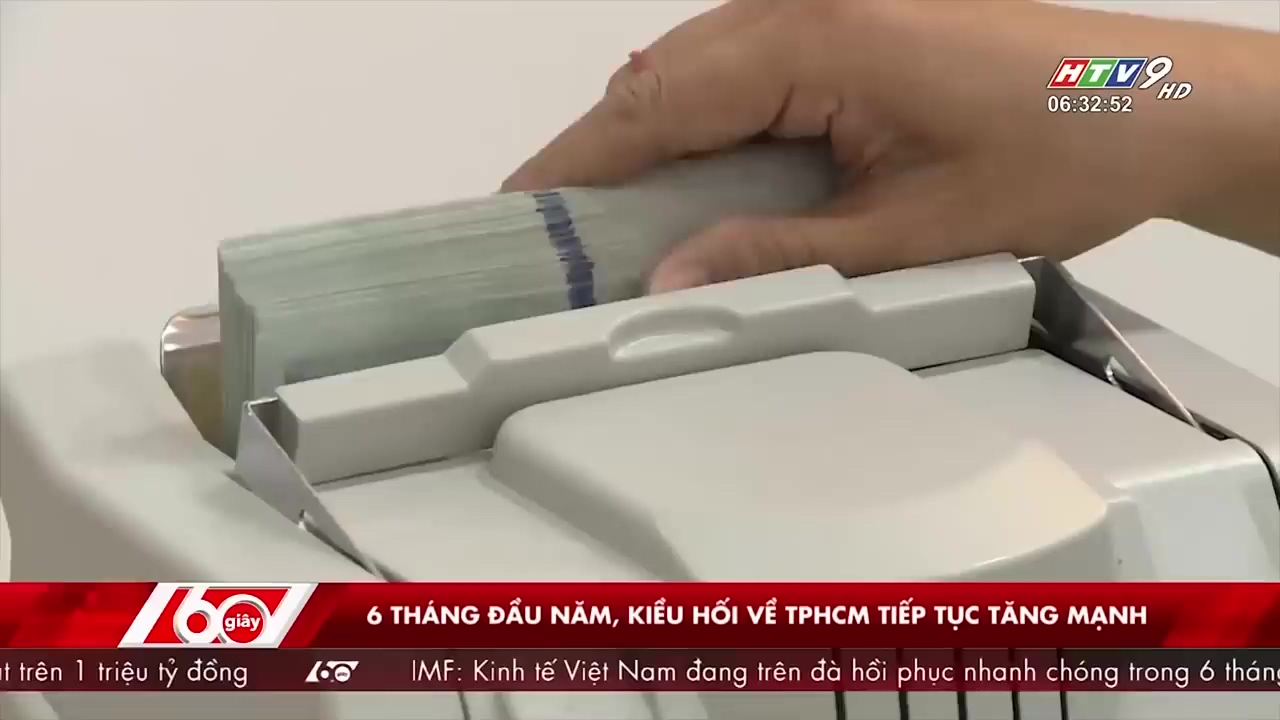 HTV9 HD
06:32:52
60 giây
6 THÁNG ĐẦU NĂM, KIỀU HỐI VỀ TPHCM TIẾP TỤC TĂNG MẠNH
trên 1 triệu tỷ đồng 60 IMF: Kinh tế Việt Nam đang trên đà hồi phục nhanh chóng trong 6 tháng